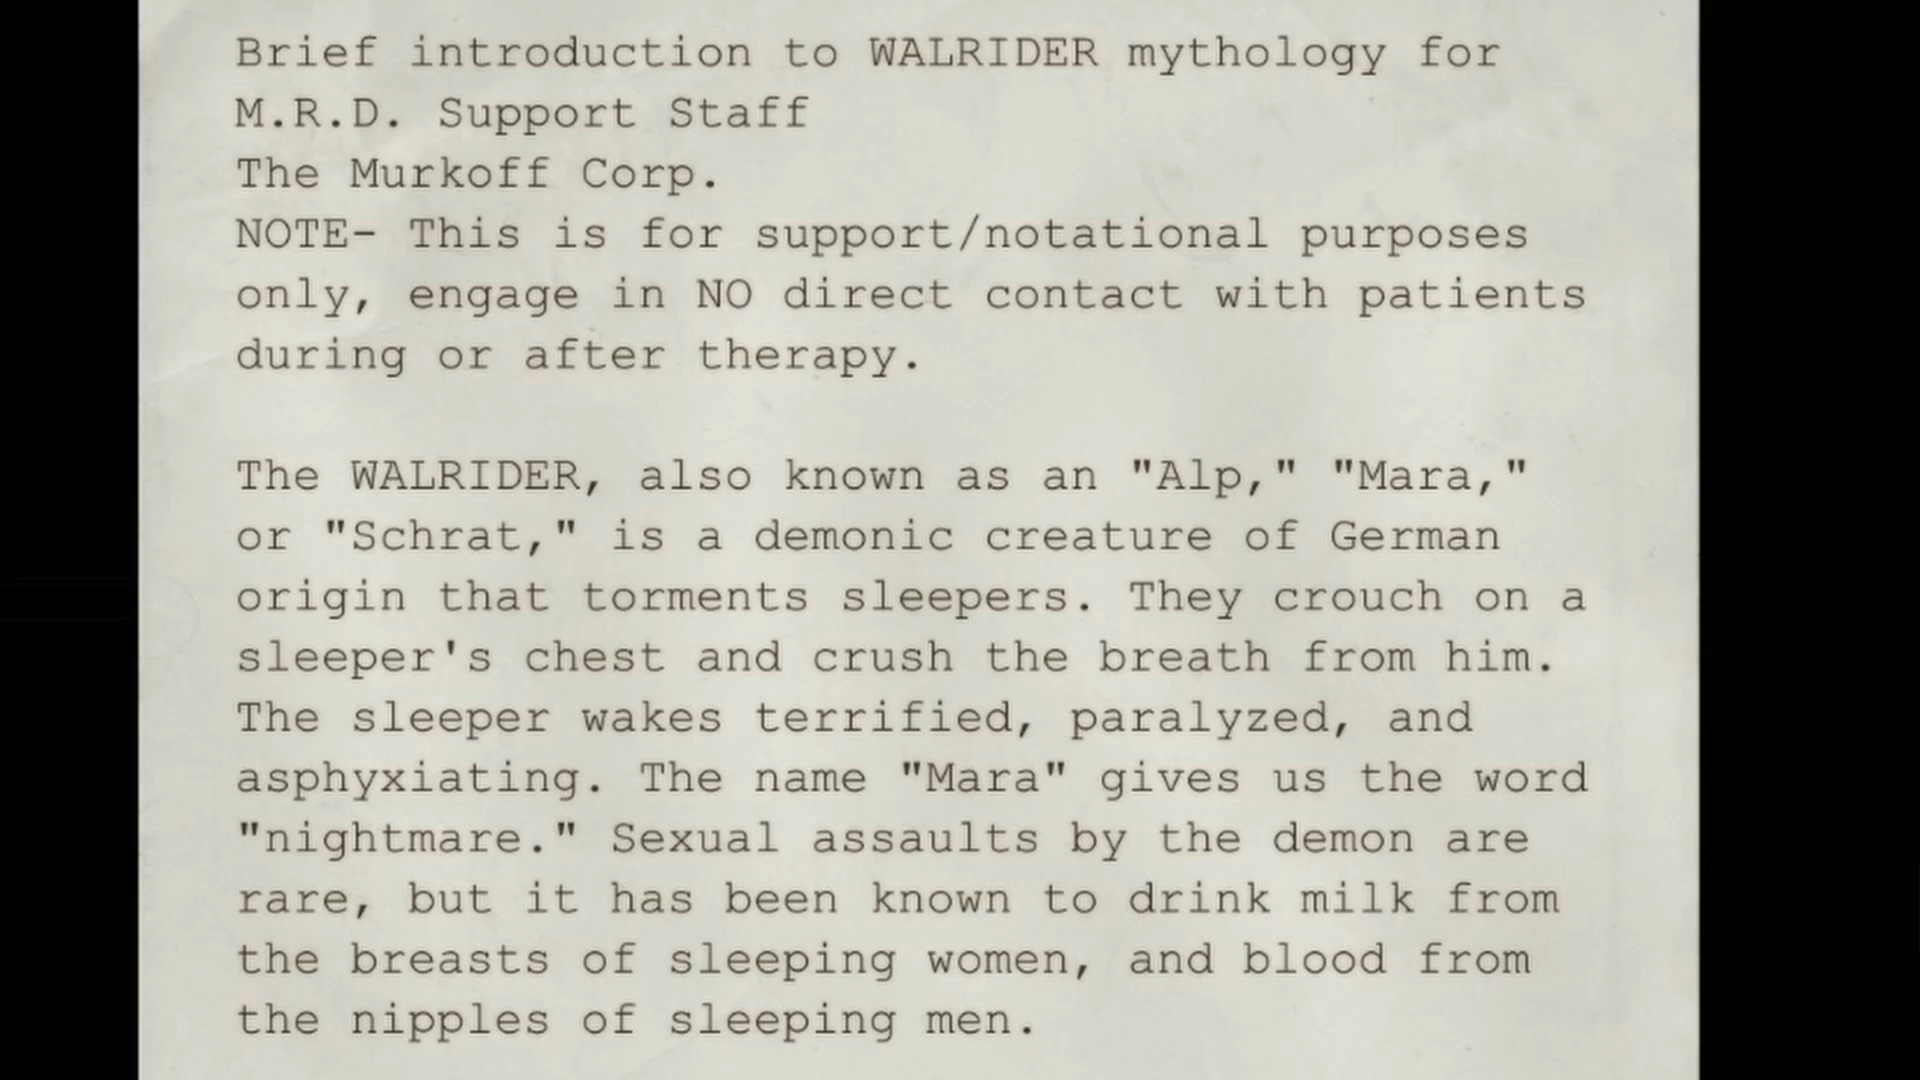 Brief introduction to WALRIDER mythology for
M.R.D. Support Staff
The Murkoff Corp.
NOTE- This is for support/notational purposes
only, engage in NO direct contact with patients
during or after therapy.
The WALRIDER, also known as an "Alp," "Mara,"
or "Schrat," is a demonic creature of German
origin that torments sleepers. They crouch on a
sleeper's chest and crush the breath from him.
The sleeper wakes terrified, paralyzed, and
asphyxiating. The name "Mara" gives us the word
"nightmare." Sexual assaults by the demon are
rare, but it has been known to drink milk from
the breasts of sleeping women, and blood from
the nipples of sleeping men.